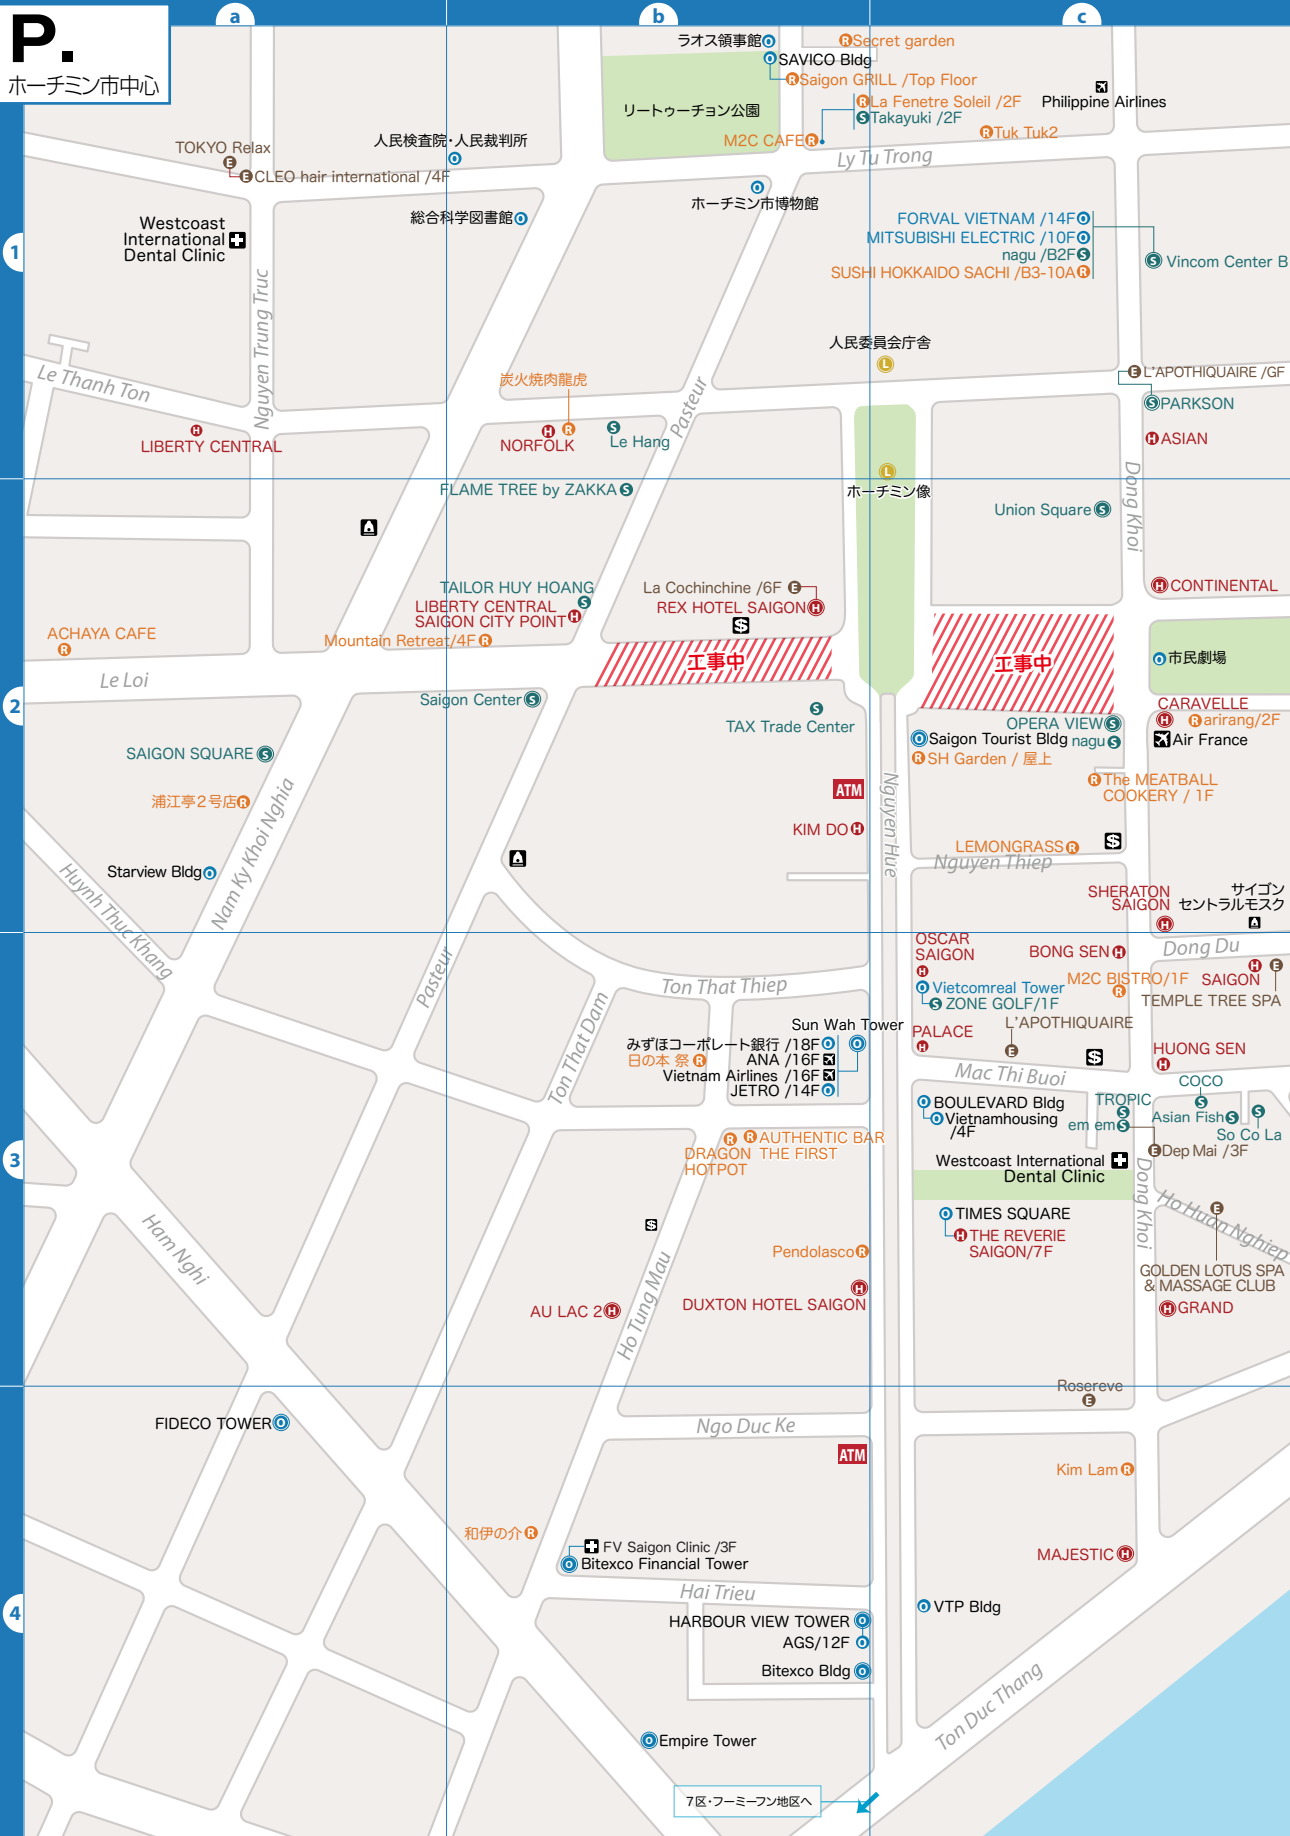 P.
ホーチミン市中心
a
b
c
1
2
3
4
ラオス領事館
SAVICO Bldg
Secret garden
Saigon GRILL /Top Floor
リートゥーチョン公園
La Fenetre Soleil /2F
Takayuki /2F
Philippine Airlines
M2C CAFE
Tuk Tuk2
Ly Tu Trong
TOKYO Relax
CLEO hair international /4F
人民検査院・人民裁判所
Westcoast
International
Dental Clinic
総合科学図書館
ホーチミン市博物館
FORVAL VIETNAM /14F
MITSUBISHI ELECTRIC /10F
nagu /B2F
SUSHI HOKKAIDO SACHI /B3-10A
Vincom Center B
Nguyen Trung Truc
人民委員会庁舎
Le Thanh Ton
炭火焼肉龍虎
Pasteur
L'APOTHIQUAIRE /GF
PARKSON
LIBERTY CENTRAL
NORFOLK
Le Hang
ASIAN
FLAME TREE by ZAKKA
ホーチミン像
Union Square
Dong Khoi
TAILOR HUY HOANG
LIBERTY CENTRAL
SAIGON CITY POINT
La Cochinchine /6F
REX HOTEL SAIGON
CONTINENTAL
ACHAYA CAFE
Mountain Retreat/4F
工事中
工事中
市民劇場
Le Loi
Saigon Center
TAX Trade Center
CARAVELLE
arirang/2F
OPERA VIEW
Saigon Tourist Bldg
nagu
Air France
SH Garden / 屋上
SAIGON SQUARE
浦江亭2号店
The MEATBALL
COOKERY / 1F
ATM
KIM DO
Nguyen Hue
LEMONGRASS
Nguyen Thiep
Starview Bldg
Nam Ky Khoi Nghia
Huynh Thuc Khang
SHERATON
SAIGON
サイゴン
セントラルモスク
OSCAR
SAIGON
BONG SEN
Dong Du
Pasteur
Ton That Thiep
Vietcomreal Tower
ZONE GOLF/1F
M2C BISTRO/1F
SAIGON
TEMPLE TREE SPA
Ton That Dam
Sun Wah Tower
みずほコーポレート銀行 /18F
日の本 祭
ANA /16F
Vietnam Airlines /16F
JETRO /14F
PALACE
L'APOTHIQUAIRE
HUONG SEN
Mac Thi Buoi
COCO
BOULEVARD Bldg
Vietnamhousing
/4F
TROPIC
em em
Asian Fish
So Co La
Dep Mai /3F
DRAGON
HOTPOT
AUTHENTIC BAR
THE FIRST
Westcoast International
Dental Clinic
Dong Khoi
Ho Huan Nghiep
Ham Nghi
TIMES SQUARE
THE REVERIE
SAIGON/7F
Pendolasco
GOLDEN LOTUS SPA
& MASSAGE CLUB
DUXTON HOTEL SAIGON
AU LAC 2
Ho Tung Mau
GRAND
Rosereve
FIDECO TOWER
Ngo Duc Ke
ATM
Kim Lam
和伊の介
FV Saigon Clinic /3F
Bitexco Financial Tower
MAJESTIC
Hai Trieu
HARBOUR VIEW TOWER
AGS/12F
Bitexco Bldg
VTP Bldg
Ton Duc Thang
Empire Tower
7区・フーミーフン地区へ